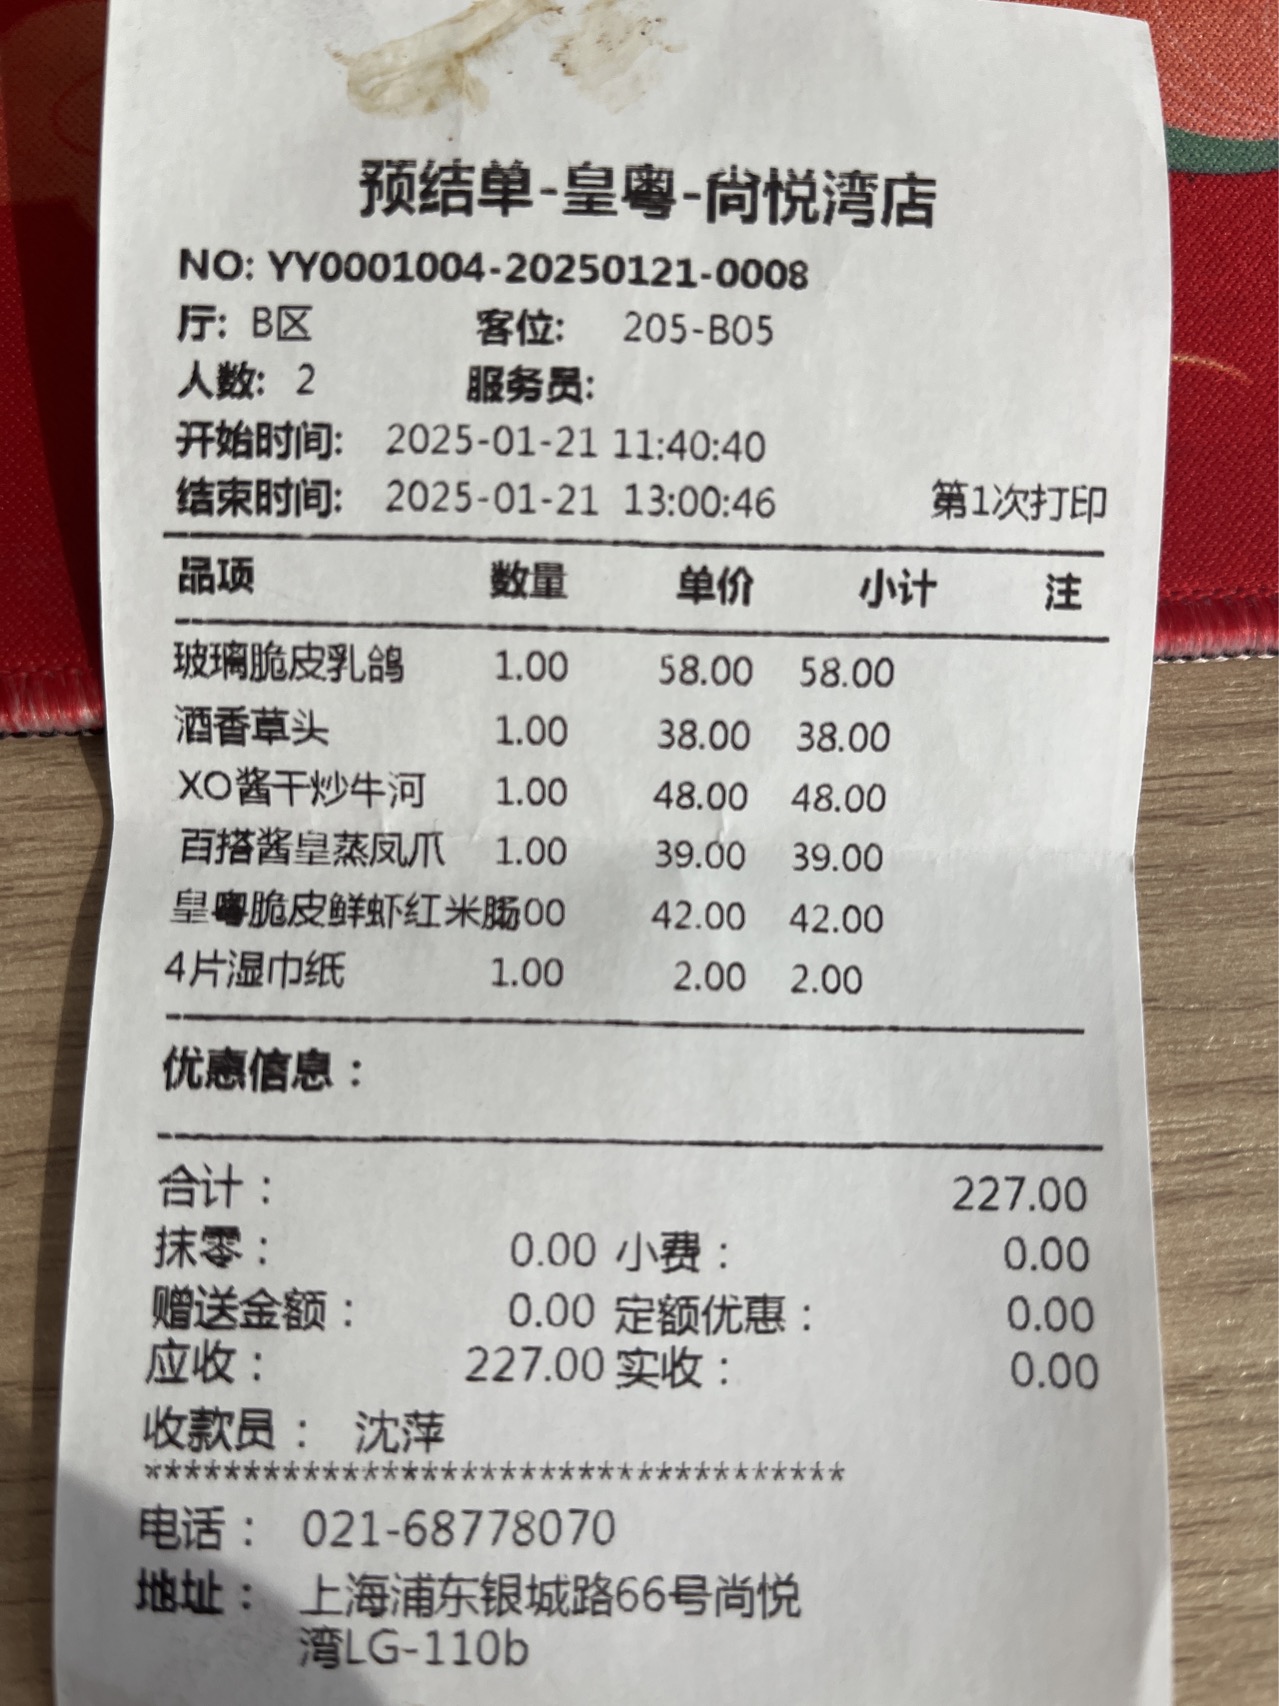 预结单-皇粤-尚悦湾店
NO: YY0001004-20250121-0008
厅: B区 客位: 205-B05
人数: 2 服务员:
开始时间: 2025-01-21 11:40:40
结束时间: 2025-01-21 13:00:46 第1次打印
品项 数量 单价 小计 注
玻璃脆皮乳鸽 1.00 58.00 58.00
酒香草头 1.00 38.00 38.00
XO酱干炒牛河 1.00 48.00 48.00
百搭酱皇蒸凤爪 1.00 39.00 39.00
皇粤脆皮鲜虾红米肠 00 42.00 42.00
4片湿巾纸 1.00 2.00 2.00
优惠信息：
合计： 227.00
抹零： 0.00 小费： 0.00
赠送金额： 0.00 定额优惠： 0.00
应收： 227.00 实收： 0.00
收款员： 沈萍
************************************
电话： 021-68778070
地址： 上海浦东银城路66号尚悦
湾LG-110b